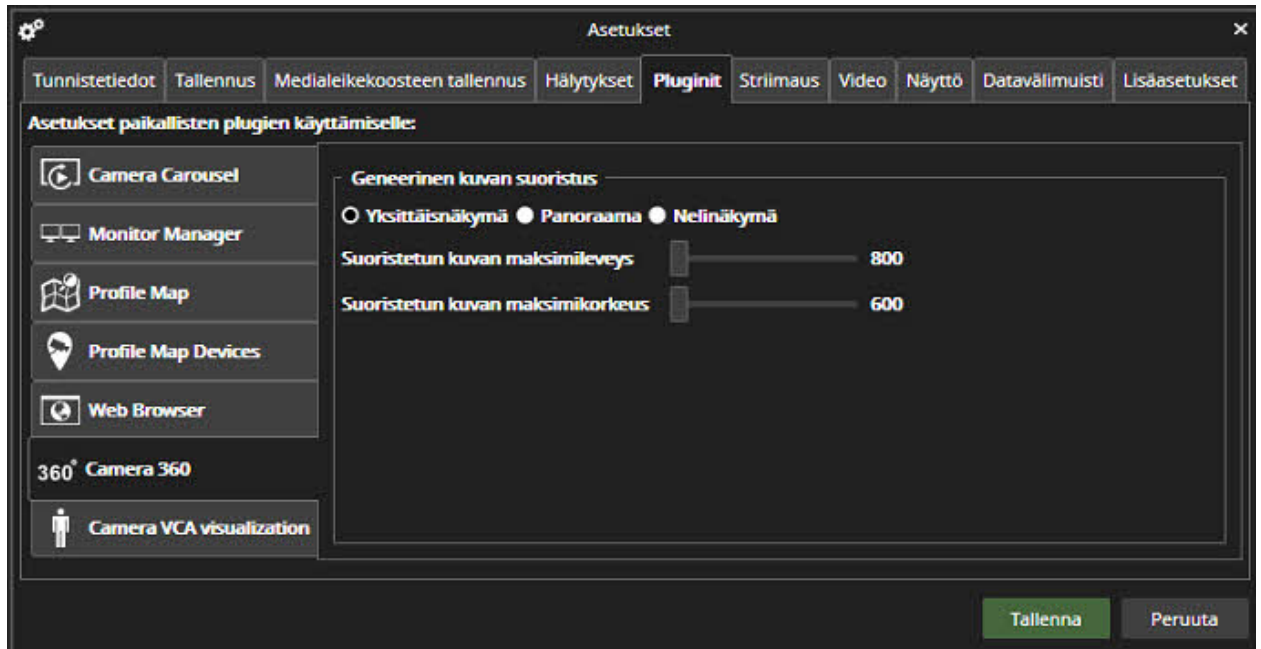 Asetukset
Tunnistetiedot Tallennus Medialeikekoosteen tallennus Hälytykset Pluginit Striimaus Video Näyttö Datavälimuisti Lisäasetukset
Asetukset paikallisten plugien käyttämiselle:
Camera Carousel
Monitor Manager
Profile Map
Profile Map Devices
Web Browser
360° Camera 360
Camera VCA visualization
Geneerinen kuvan suoristus
Yksittäisnäkymä Panoraama Nelinäkymä
Suoristetun kuvan maksimileveys 800
Suoristetun kuvan maksimikorkeus 600
Tallenna Peruuta